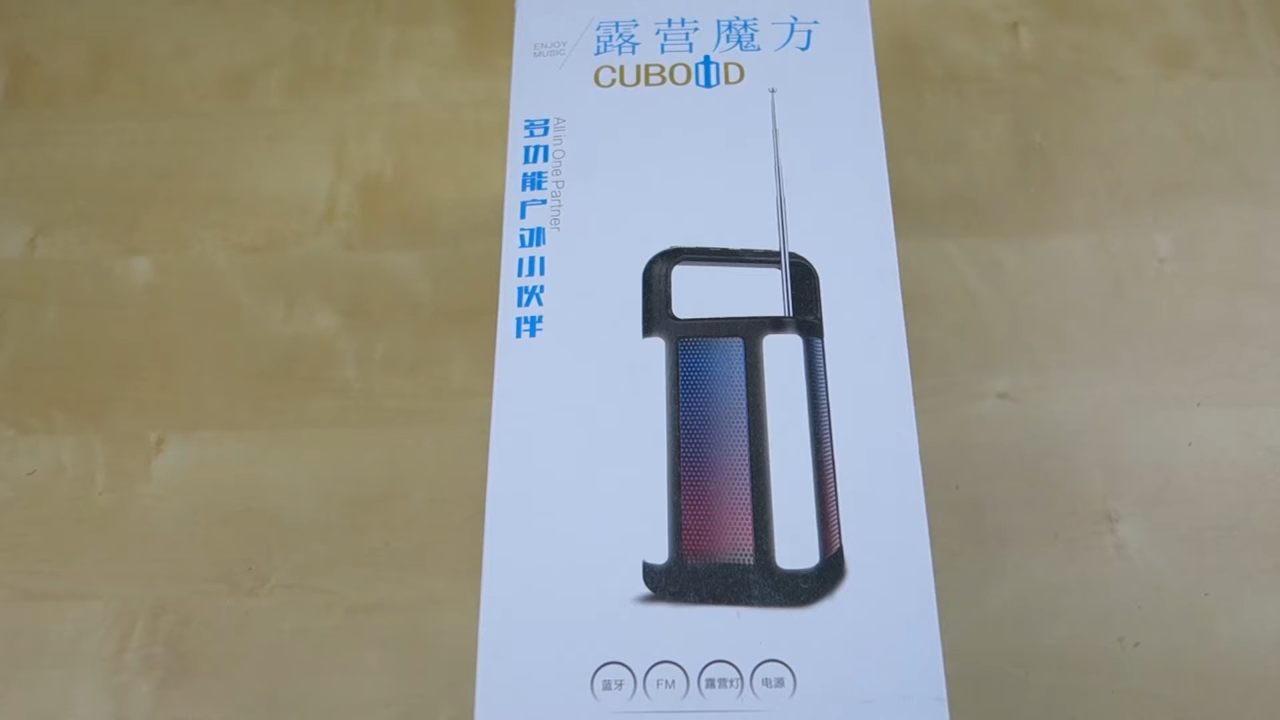 ENJOY
MUSIC
露营魔方
CUBOID
All in One Partner
多功能户外小伙伴
蓝牙
FM
露营灯
电源